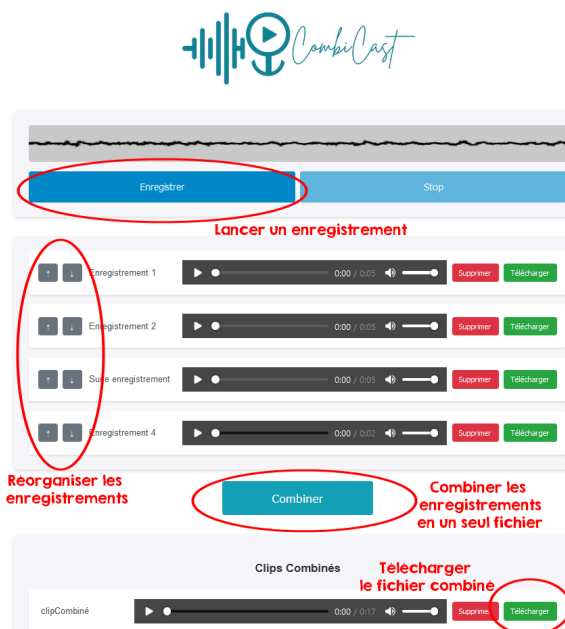 CombiCast
Enregistrer
Stop
Lancer un enregistrement
Enregistrement 1
0:00 / 0:05
Supprimer
Télécharger
Enregistrement 2
0:00 / 0:05
Supprimer
Télécharger
Suite enregistrement
0:00 / 0:05
Supprimer
Télécharger
Enregistrement 4
0:00 / 0:02
Supprimer
Télécharger
Réorganiser les
enregistrements
Combiner
Combiner les
enregistrements
en un seul fichier
Clips Combinés
Télécharger
le fichier combiné
clipCombiné
0:00 / 0:17
Supprimer
Télécharger